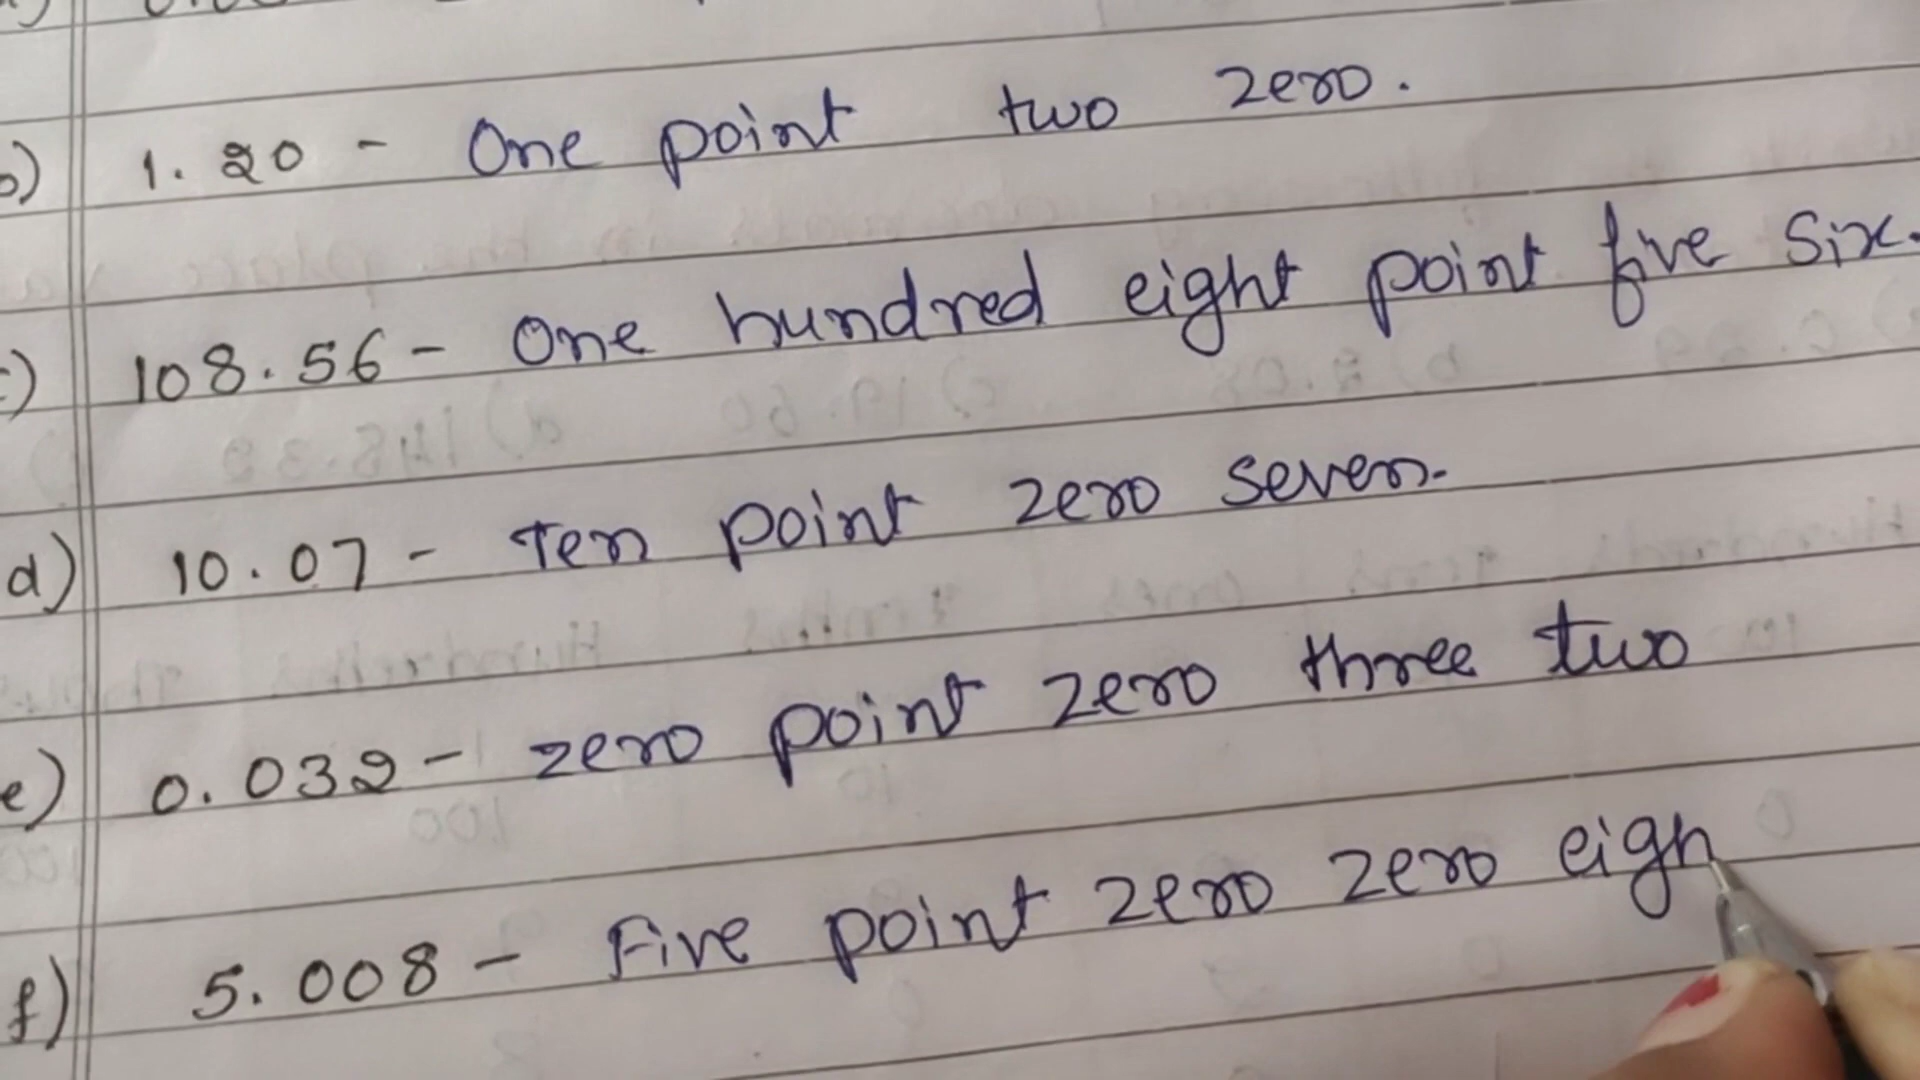 b) 1.20 - One point two zero.
c) 108.56 - One hundred eight point five six.
d) 10.07 - Ten point zero seven.
e) 0.032 - zero point zero three two
f) 5.008 - Five point zero zero eigh